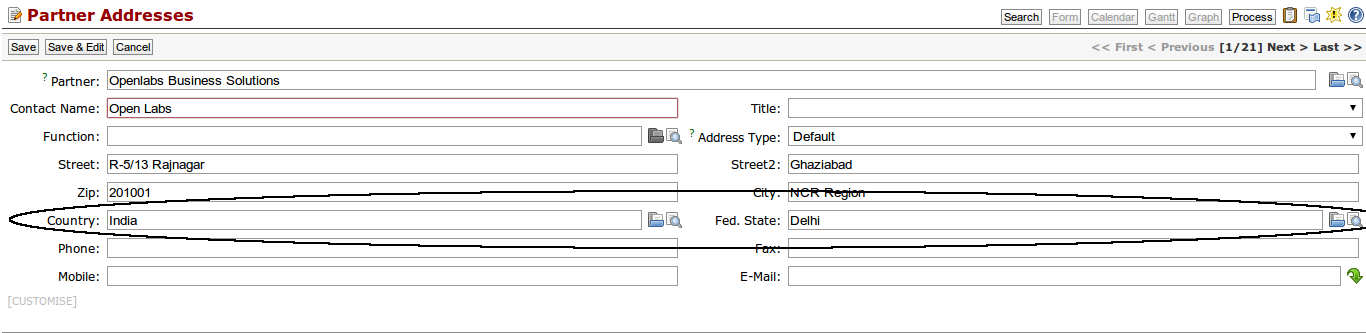 Partner Addresses Search Form Calendar Gantt Graph Process
Save Save & Edit Cancel << First < Previous [1/21] Next > Last >>
? Partner: Openlabs Business Solutions
Contact Name: Open Labs Title:
Function: ? Address Type: Default
Street: R-5/13 Rajnagar Street2: Ghaziabad
Zip: 201001 City: NCR Region
Country: India Fed. State: Delhi
Phone: Fax:
Mobile: E-Mail:
[CUSTOMISE]